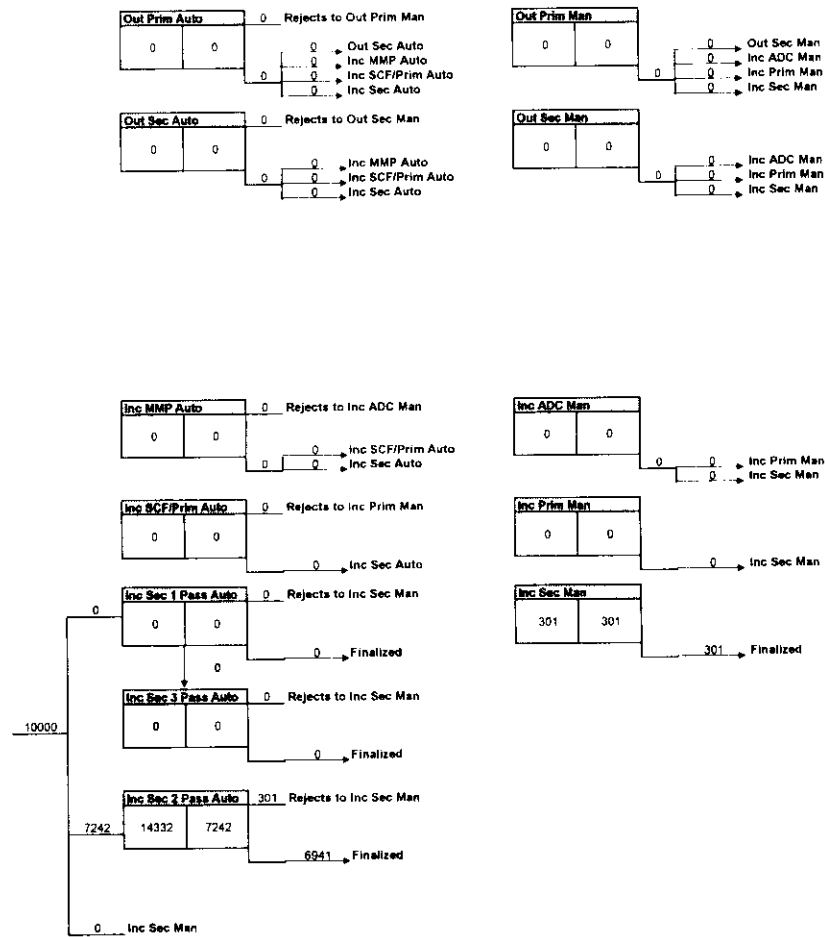 Out Prim Auto
0 Rejects to Out Prim Man
0 0
0 Out Sec Auto
0 Inc MMP Auto
0 0 Inc SCF/Prim Auto
0 Inc Sec Auto
Out Prim Man
0 0
0 Out Sec Man
0 Inc ADC Man
0 0 Inc Prim Man
0 Inc Sec Man
Out Sec Auto
0 Rejects to Out Sec Man
0 0
0 Inc MMP Auto
0 0 Inc SCF/Prim Auto
0 Inc Sec Auto
Out Sec Man
0 0
0 Inc ADC Man
0 0 Inc Prim Man
0 Inc Sec Man
Inc MMP Auto
0 Rejects to Inc ADC Man
0 0
0 Inc SCF/Prim Auto
0 0 Inc Sec Auto
Inc ADC Man
0 0
0 0 Inc Prim Man
0 Inc Sec Man
Inc SCF/Prim Auto
0 Rejects to Inc Prim Man
0 0
0 Inc Sec Auto
Inc Prim Man
0 0
0 Inc Sec Man
Inc Sec 1 Pass Auto
0 Rejects to Inc Sec Man
0
0 0
0 Finalized
0
Inc Sec Man
301 301
301 Finalized
Inc Sec 3 Pass Auto
0 Rejects to Inc Sec Man
0 0
10000
0 Finalized
Inc Sec 2 Pass Auto
301 Rejects to Inc Sec Man
7242
14332 7242
6941 Finalized
0 Inc Sec Man